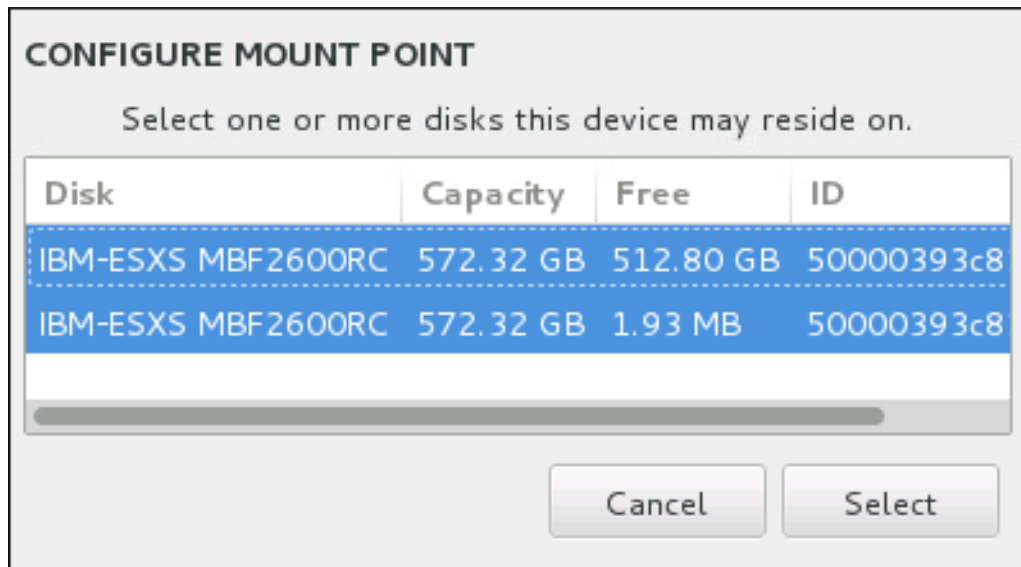 CONFIGURE MOUNT POINT
Select one or more disks this device may reside on.
Disk Capacity Free ID
IBM-ESXS MBF2600RC 572.32 GB 512.80 GB 50000393c8
IBM-ESXS MBF2600RC 572.32 GB 1.93 MB 50000393c8
Cancel Select